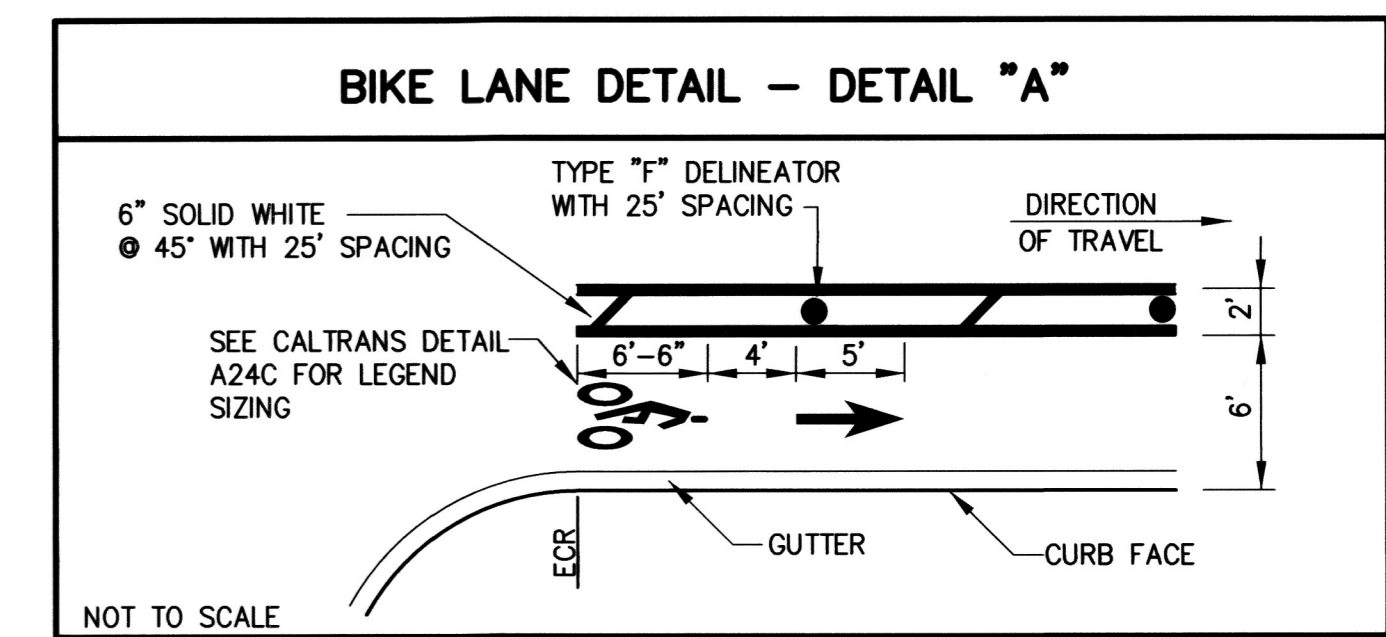 BIKE LANE DETAIL – DETAIL "A"
TYPE "F" DELINEATOR
WITH 25' SPACING
6" SOLID WHITE
@ 45° WITH 25' SPACING
DIRECTION
OF TRAVEL
2'
SEE CALTRANS DETAIL
A24C FOR LEGEND
SIZING
6'-6"
4'
5'
6'
ECR
GUTTER
CURB FACE
NOT TO SCALE